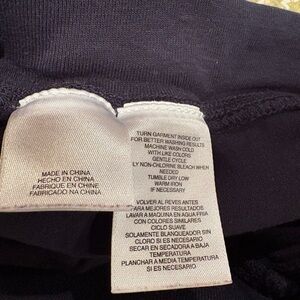 MADE IN CHINA
HECHO EN CHINA
FABRIQUE EN CHINE
FABRICADO NA CHINA
TURN GARMENT INSIDE OUT
FOR BETTER WASHING RESULTS
MACHINE WASH COLD
WITH LIKE COLORS
GENTLE CYCLE
LY NON-CHLORINE BLEACH WHEN
NEEDED
TUMBLE DRY LOW
WARM IRON
IF NECESSARY
VOLVER AL REVES ANTES
PARA MEJORES RESULTADOS
LAVAR A MAQUINA EN AGUA FRIA
CON COLORES SIMILARES
CICLO SUAVE
SOLAMENTE BLANQUEADOR SIN
CLORO SI ES NECESARIO
SECAR EN SECADORA A BAJA
TEMPERATURA
PLANCHAR A MEDIA TEMPERATURA
SI ES NECESARIO